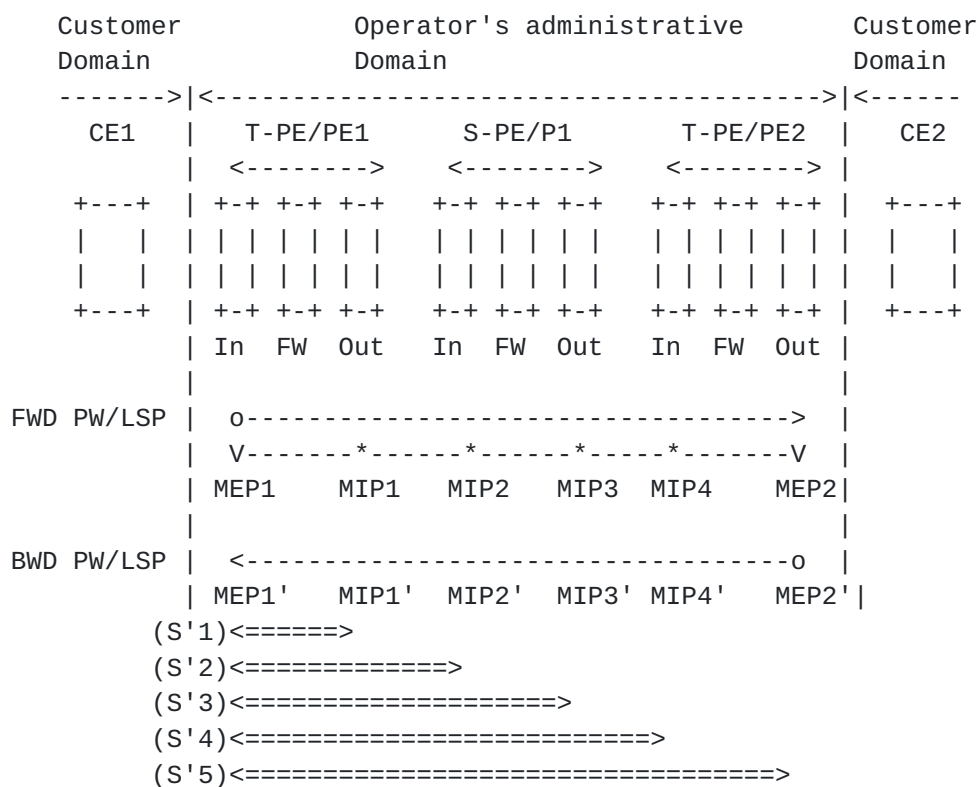 Customer              Operator's administrative         Customer
Domain                Domain                            Domain
------->|<--------------------------------------->|<------
CE1    |   T-PE/PE1        S-PE/P1        T-PE/PE2  |   CE2
| <-------->    <-------->     <--------> |
+---+  | +-+ +-+ +-+   +-+ +-+ +-+   +-+ +-+ +-+ |  +---+
|   |  | | | | | | |   | | | | | |   | | | | | | |  |   |
|   |  | | | | | | |   | | | | | |   | | | | | | |  |   |
+---+  | +-+ +-+ +-+   +-+ +-+ +-+   +-+ +-+ +-+ |  +---+
| In  FW  Out   In  FW  Out   In  FW  Out |
|                                         |
FWD PW/LSP |  o----------------------------------->  |
|  V-------*------*------*-----*-------V  |
| MEP1    MIP1   MIP2   MIP3  MIP4    MEP2|
|                                         |
BWD PW/LSP |  <-----------------------------------o  |
| MEP1'   MIP1'  MIP2'  MIP3' MIP4'   MEP2'|
(S'1)<======>
(S'2)<=============>
(S'3)<====================>
(S'4)<==========================>
(S'5)<==================================>